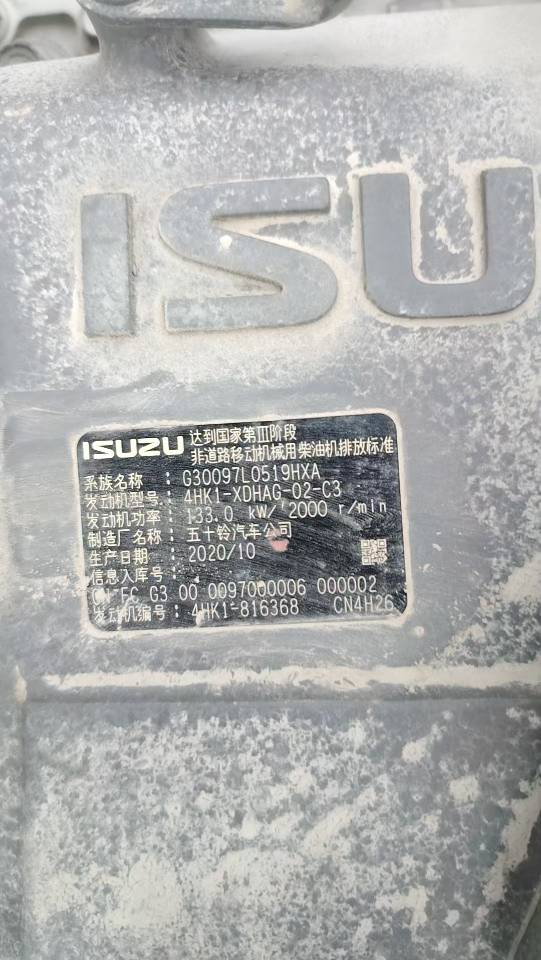 ISU
ISUZU 达到国家第III阶段
非道路移动机械用柴油机排放标准
系族名称 : G30097L0519HXA
发动机型号 : 4HK1-XDHAG-02-C3
发动机功率 : 133.0 kW/ 2000 r/min
制造厂名称 : 五十铃汽车公司
生产日期 : 2020/10
信息入库号 :
G3 00 0097000006 000002
发动机编号 : 4HK1-816368 CN4H26